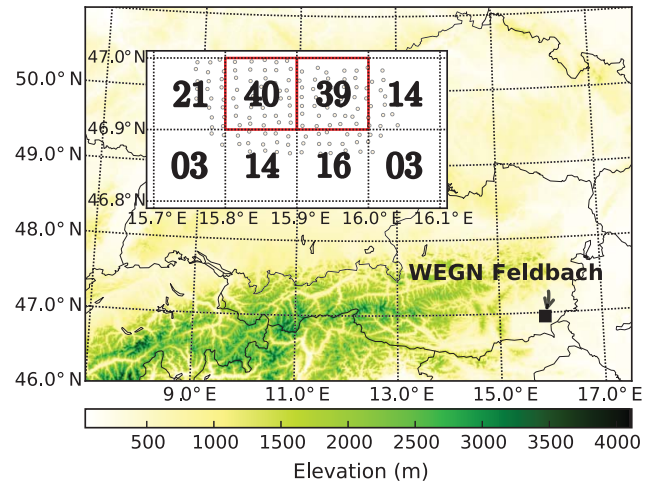 50.0° N
49.0° N
48.0° N
47.0° N
46.0° N
47.0° N
46.9° N
46.8° N
21 40 39 14
03 14 16 03
15.7° E 15.8° E 15.9° E 16.0° E 16.1° E
WEGN Feldbach
9.0° E 11.0° E 13.0° E 15.0° E 17.0° E
500 1000 1500 2000 2500 3000 3500 4000
Elevation (m)